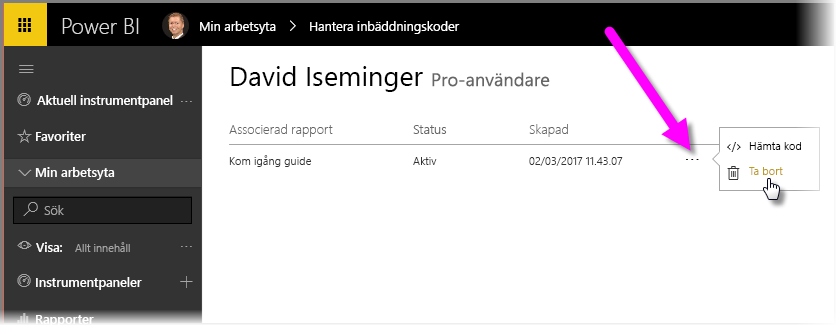 Power BI Min arbetsyta > Hantera inbäddningskoder
David Iseminger Pro-användare
Aktuell instrumentpanel ...
Favoriter
Min arbetsyta
Sök
Visa: Allt innehåll ...
Instrumentpaneler +
Rapporter
Associerad rapport Status Skapad
Kom igång guide Aktiv 02/03/2017 11.43.07 ...
</> Hämta kod
Ta bort